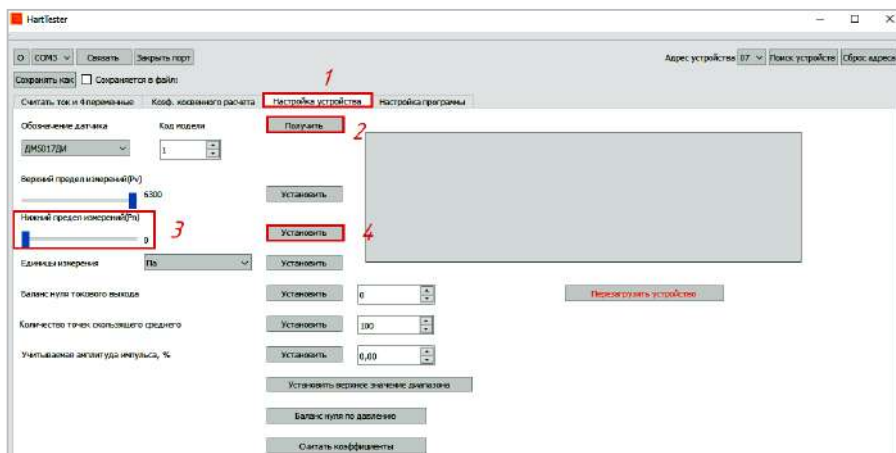 HartTester
О COM3 Связать Закрыть порт Адрес устройства 07 Поиск устройств Сброс адреса
Сохранять как Сохраняется в файл:
1
Считать ток и 4 переменные Коэф. косвенного расчета Настройка устройства Настройка программы
Обозначение датчика Код модели Получить 2
ДМ5017ДИ 1
Верхний предел измерений(Pv)
6300 Установить
Нижний предел измерений(Pn)
0 3 Установить 4
Единицы измерения Па Установить
Баланс нуля токового выхода Установить 0 Перезагрузить устройство
Количество точек скользящего среднего Установить 100
Учитываемая амплитуда импульса, % Установить 0,00
Установить верхнее значение диапазона
Баланс нуля по давлению
Считать коэффициенты